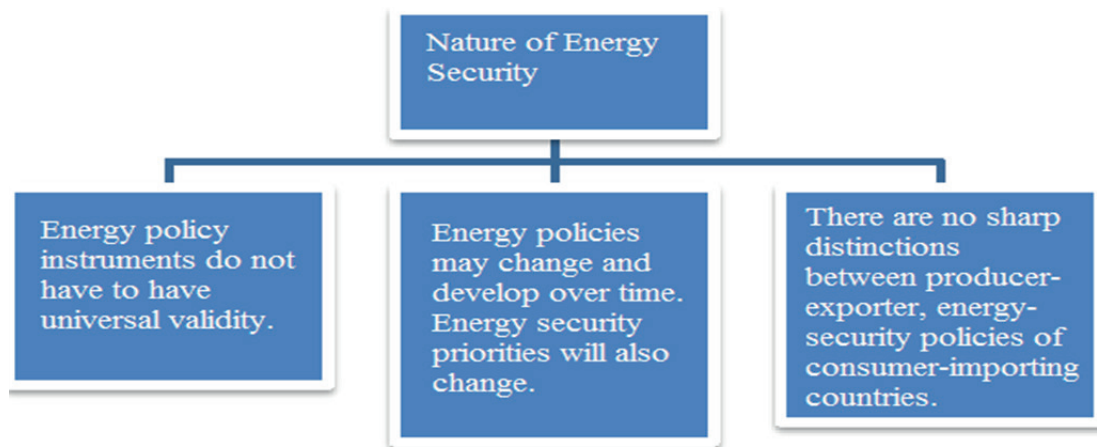 Nature of Energy
Security
Energy policy
instruments do not
have to have
universal validity.
Energy policies
may change and
develop over time.
Energy security
priorities will also
change.
There are no sharp
distinctions
between producer-
exporter, energy-
security policies of
consumer-importing
countries.